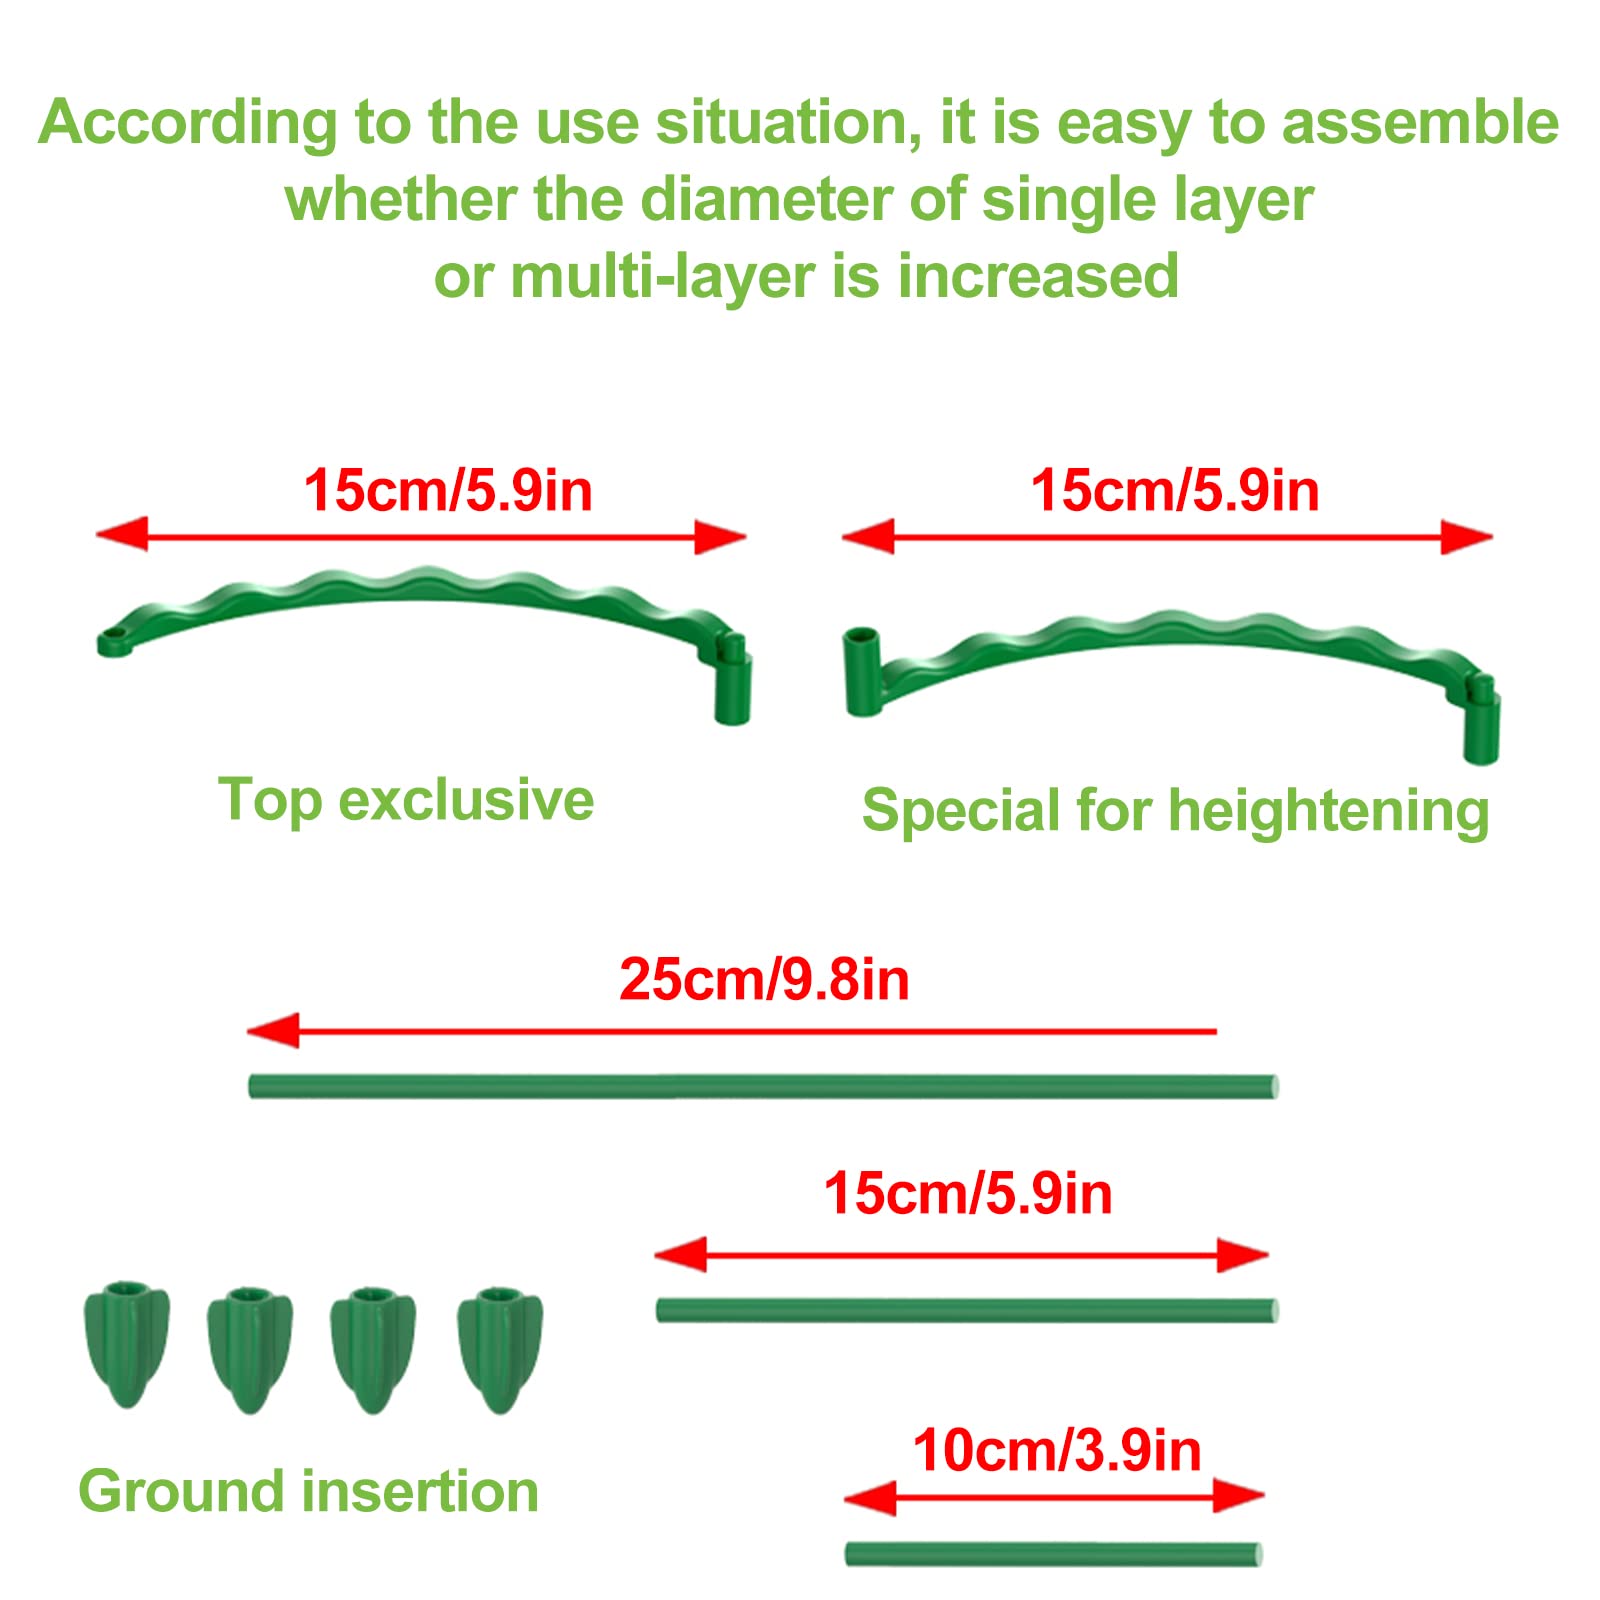 According to the use situation, it is easy to assemble
whether the diameter of single layer
or multi-layer is increased
15cm/5.9in
15cm/5.9in
Top exclusive
Special for heightening
25cm/9.8in
15cm/5.9in
10cm/3.9in
Ground insertion